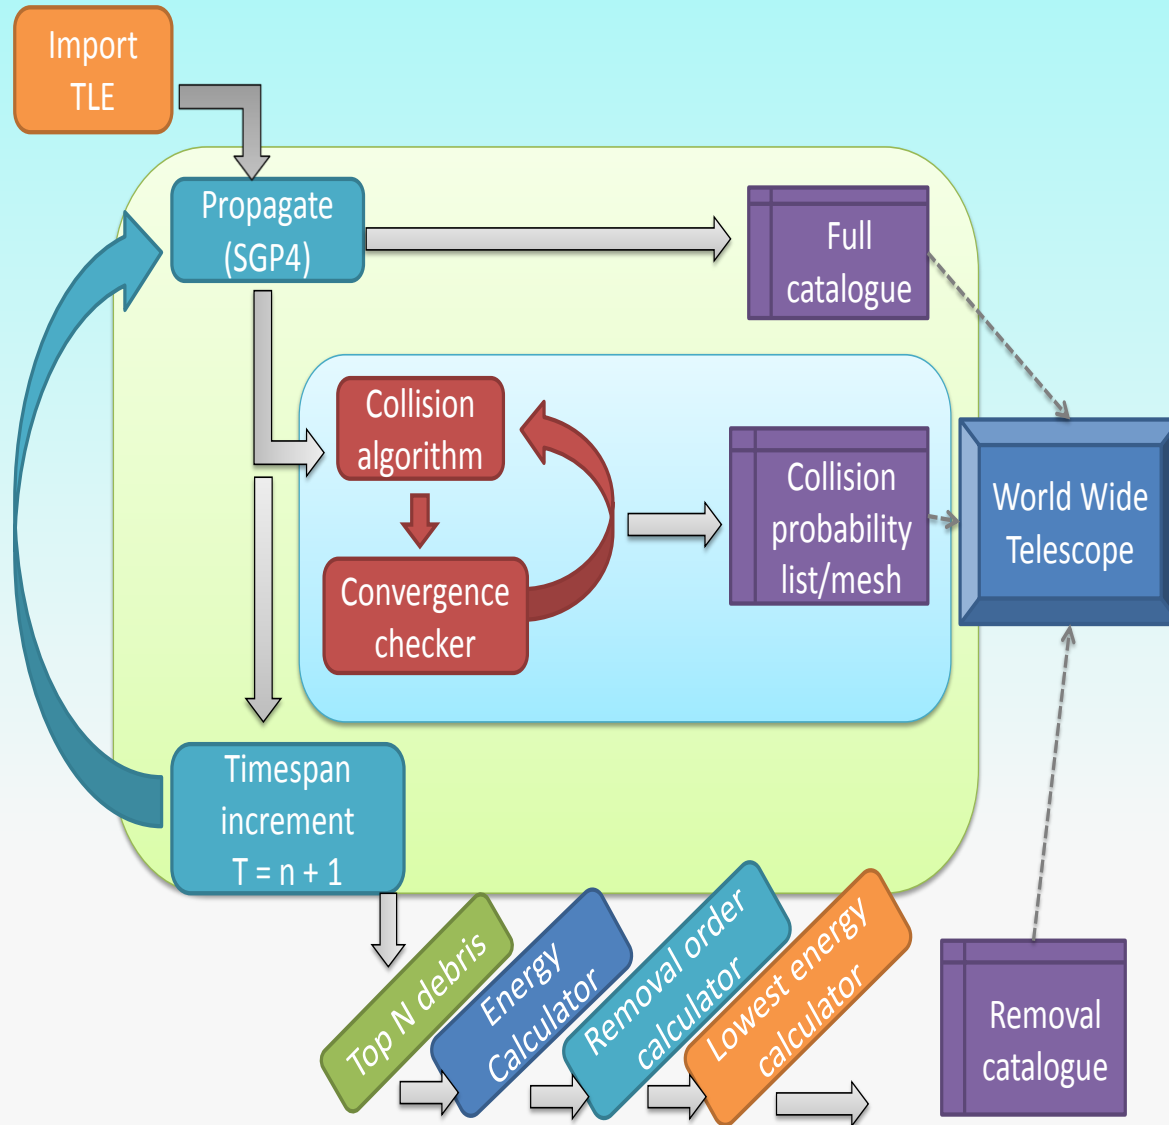 Import
TLE
Propagate
(SGP4)
Full
catalogue
Collision
algorithm
Convergence
checker
Collision
probability
list/mesh
World Wide
Telescope
Timespan
increment
T = n + 1
Top N debris
Energy
Calculator
Removal order
calculator
Lowest energy
calculator
Removal
catalogue